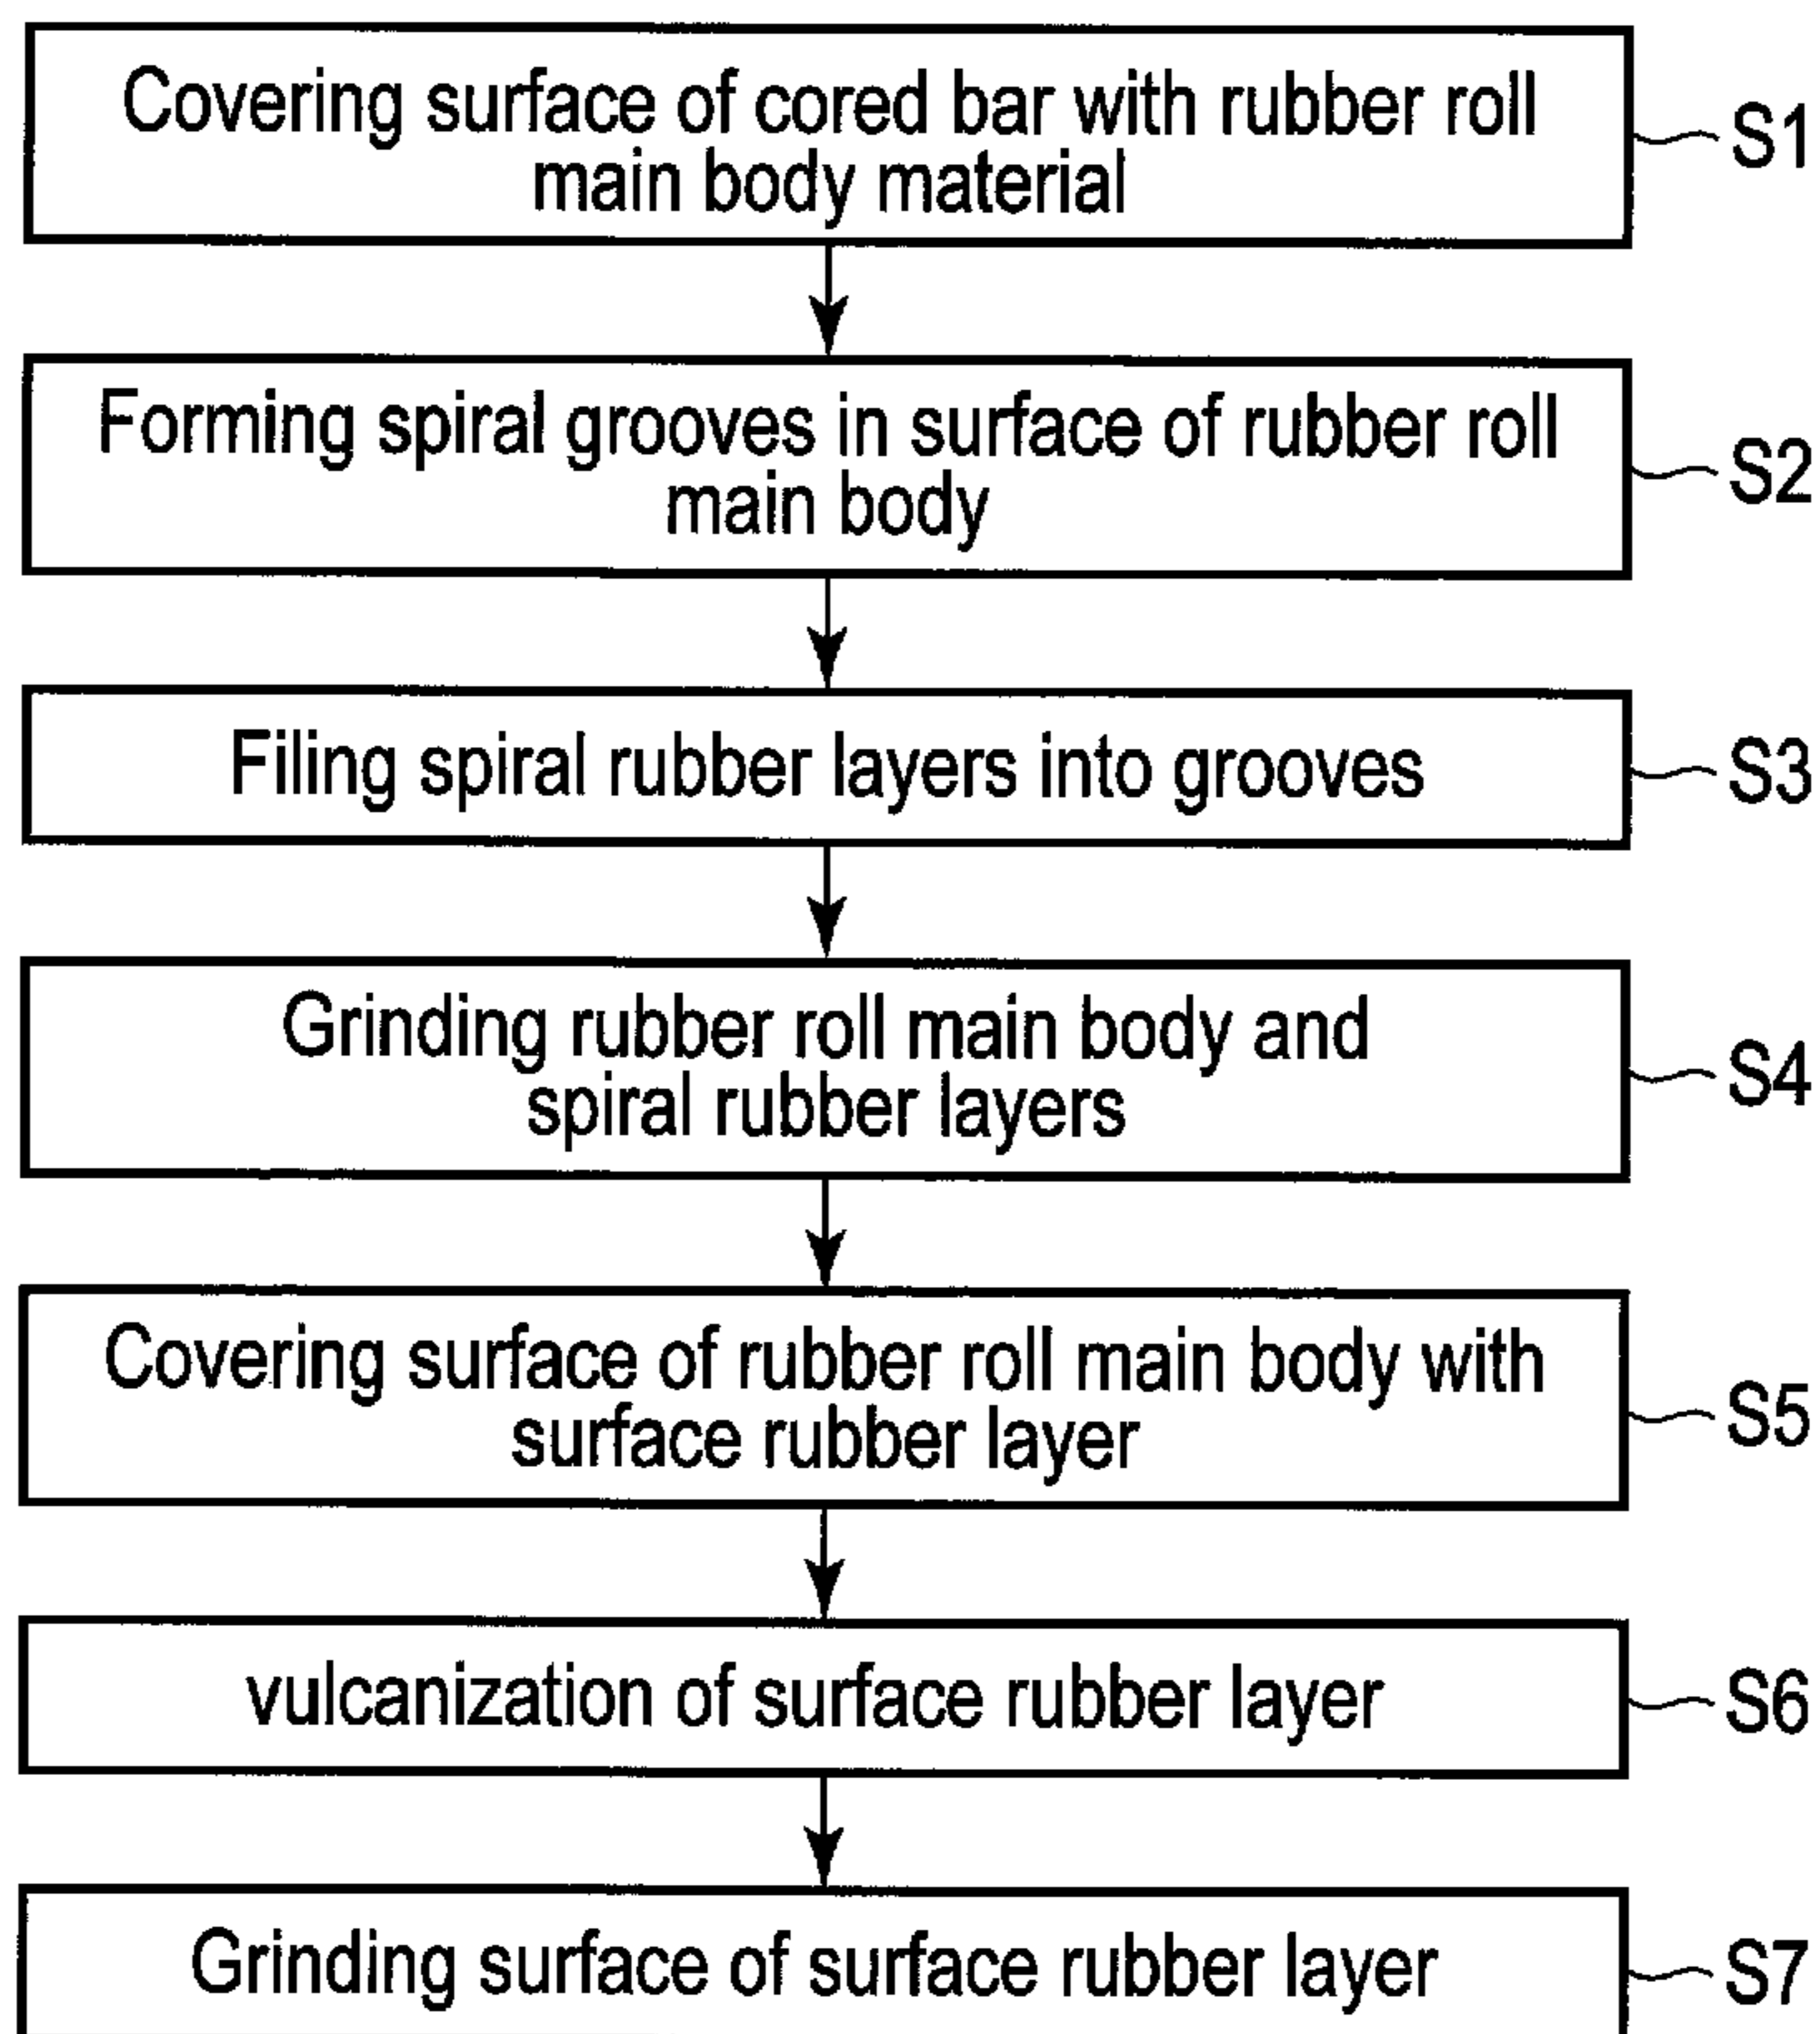 Covering surface of cored bar with rubber roll
main body material
S1
Forming spiral grooves in surface of rubber roll
main body
S2
Filing spiral rubber layers into grooves
S3
Grinding rubber roll main body and
spiral rubber layers
S4
Covering surface of rubber roll main body with
surface rubber layer
S5
vulcanization of surface rubber layer
S6
Grinding surface of surface rubber layer
S7